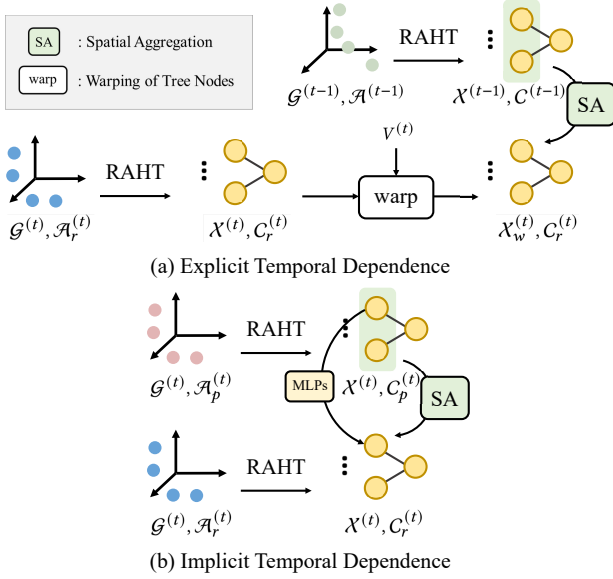 SA : Spatial Aggregation
warp : Warping of Tree Nodes
RAHT
𝒢^(t−1), 𝒜^(t−1)
𝒳^(t−1), C^(t−1)
SA
V^(t)
RAHT
warp
𝒢^(t), 𝒜_r^(t)
𝒳^(t), C_r^(t)
𝒳_w^(t), C_r^(t)
(a) Explicit Temporal Dependence
RAHT
MLPs
𝒢^(t), 𝒜_p^(t)
𝒳^(t), C_p^(t)
SA
RAHT
𝒢^(t), 𝒜_r^(t)
𝒳^(t), C_r^(t)
(b) Implicit Temporal Dependence